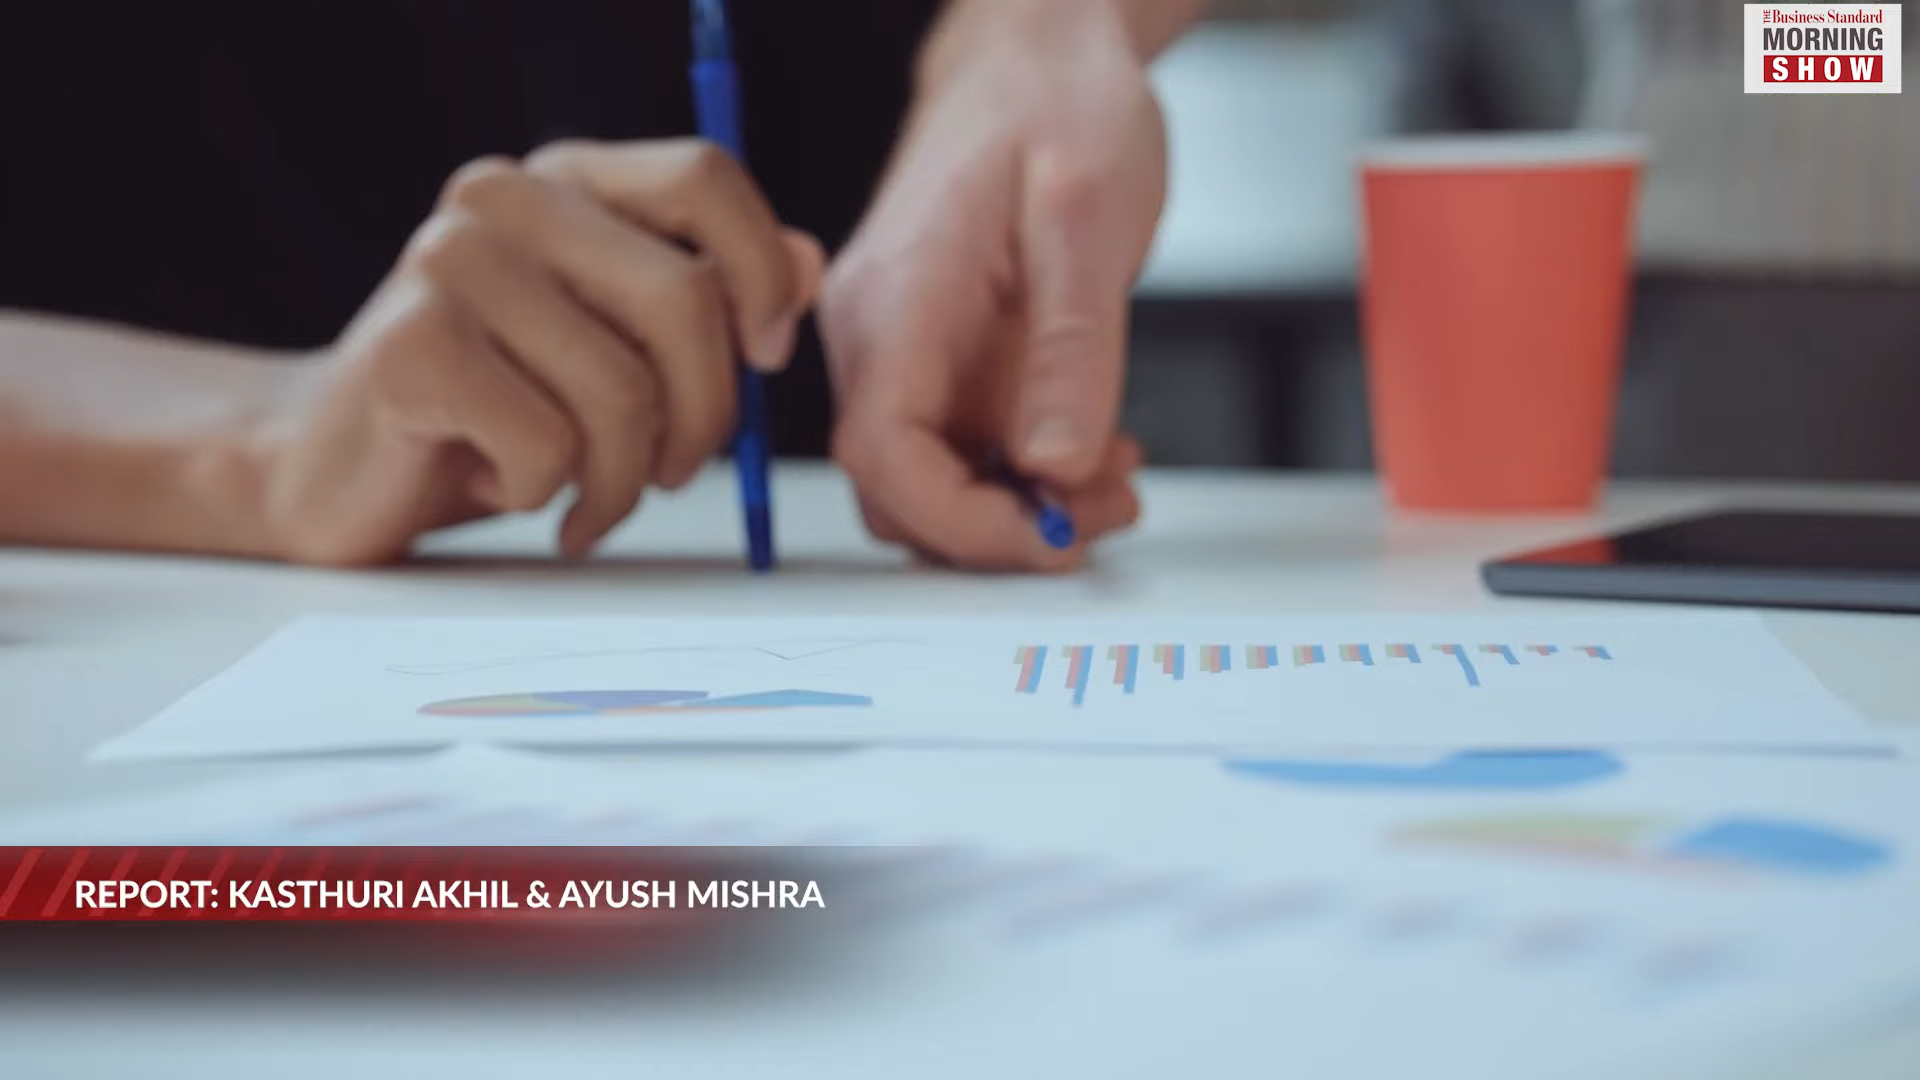 THE Business Standard
MORNING
SHOW
REPORT: KASTHURI AKHIL & AYUSH MISHRA